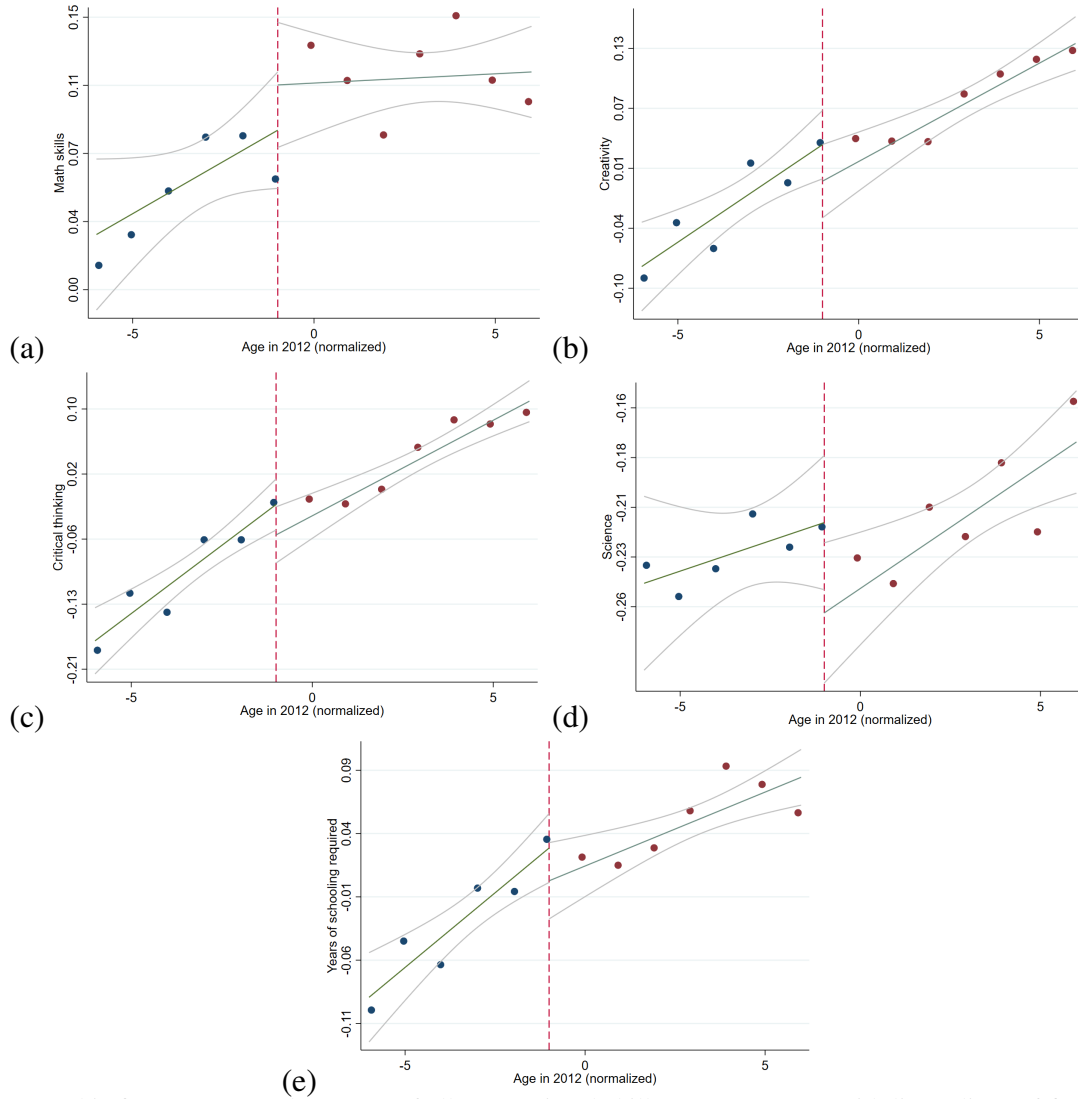 Math skills
0.15
0.11
0.07
0.04
0.00
-5
0
5
Age in 2012 (normalized)
(a)
Creativity
0.13
0.07
0.01
-0.04
-0.10
-5
0
5
Age in 2012 (normalized)
(b)
Critical thinking
0.10
0.02
-0.06
-0.13
-0.21
-5
0
5
Age in 2012 (normalized)
(c)
Science
-0.16
-0.18
-0.21
-0.23
-0.26
-5
0
5
Age in 2012 (normalized)
(d)
Years of schooling required
0.09
0.04
-0.01
-0.06
-0.11
-5
0
5
Age in 2012 (normalized)
(e)